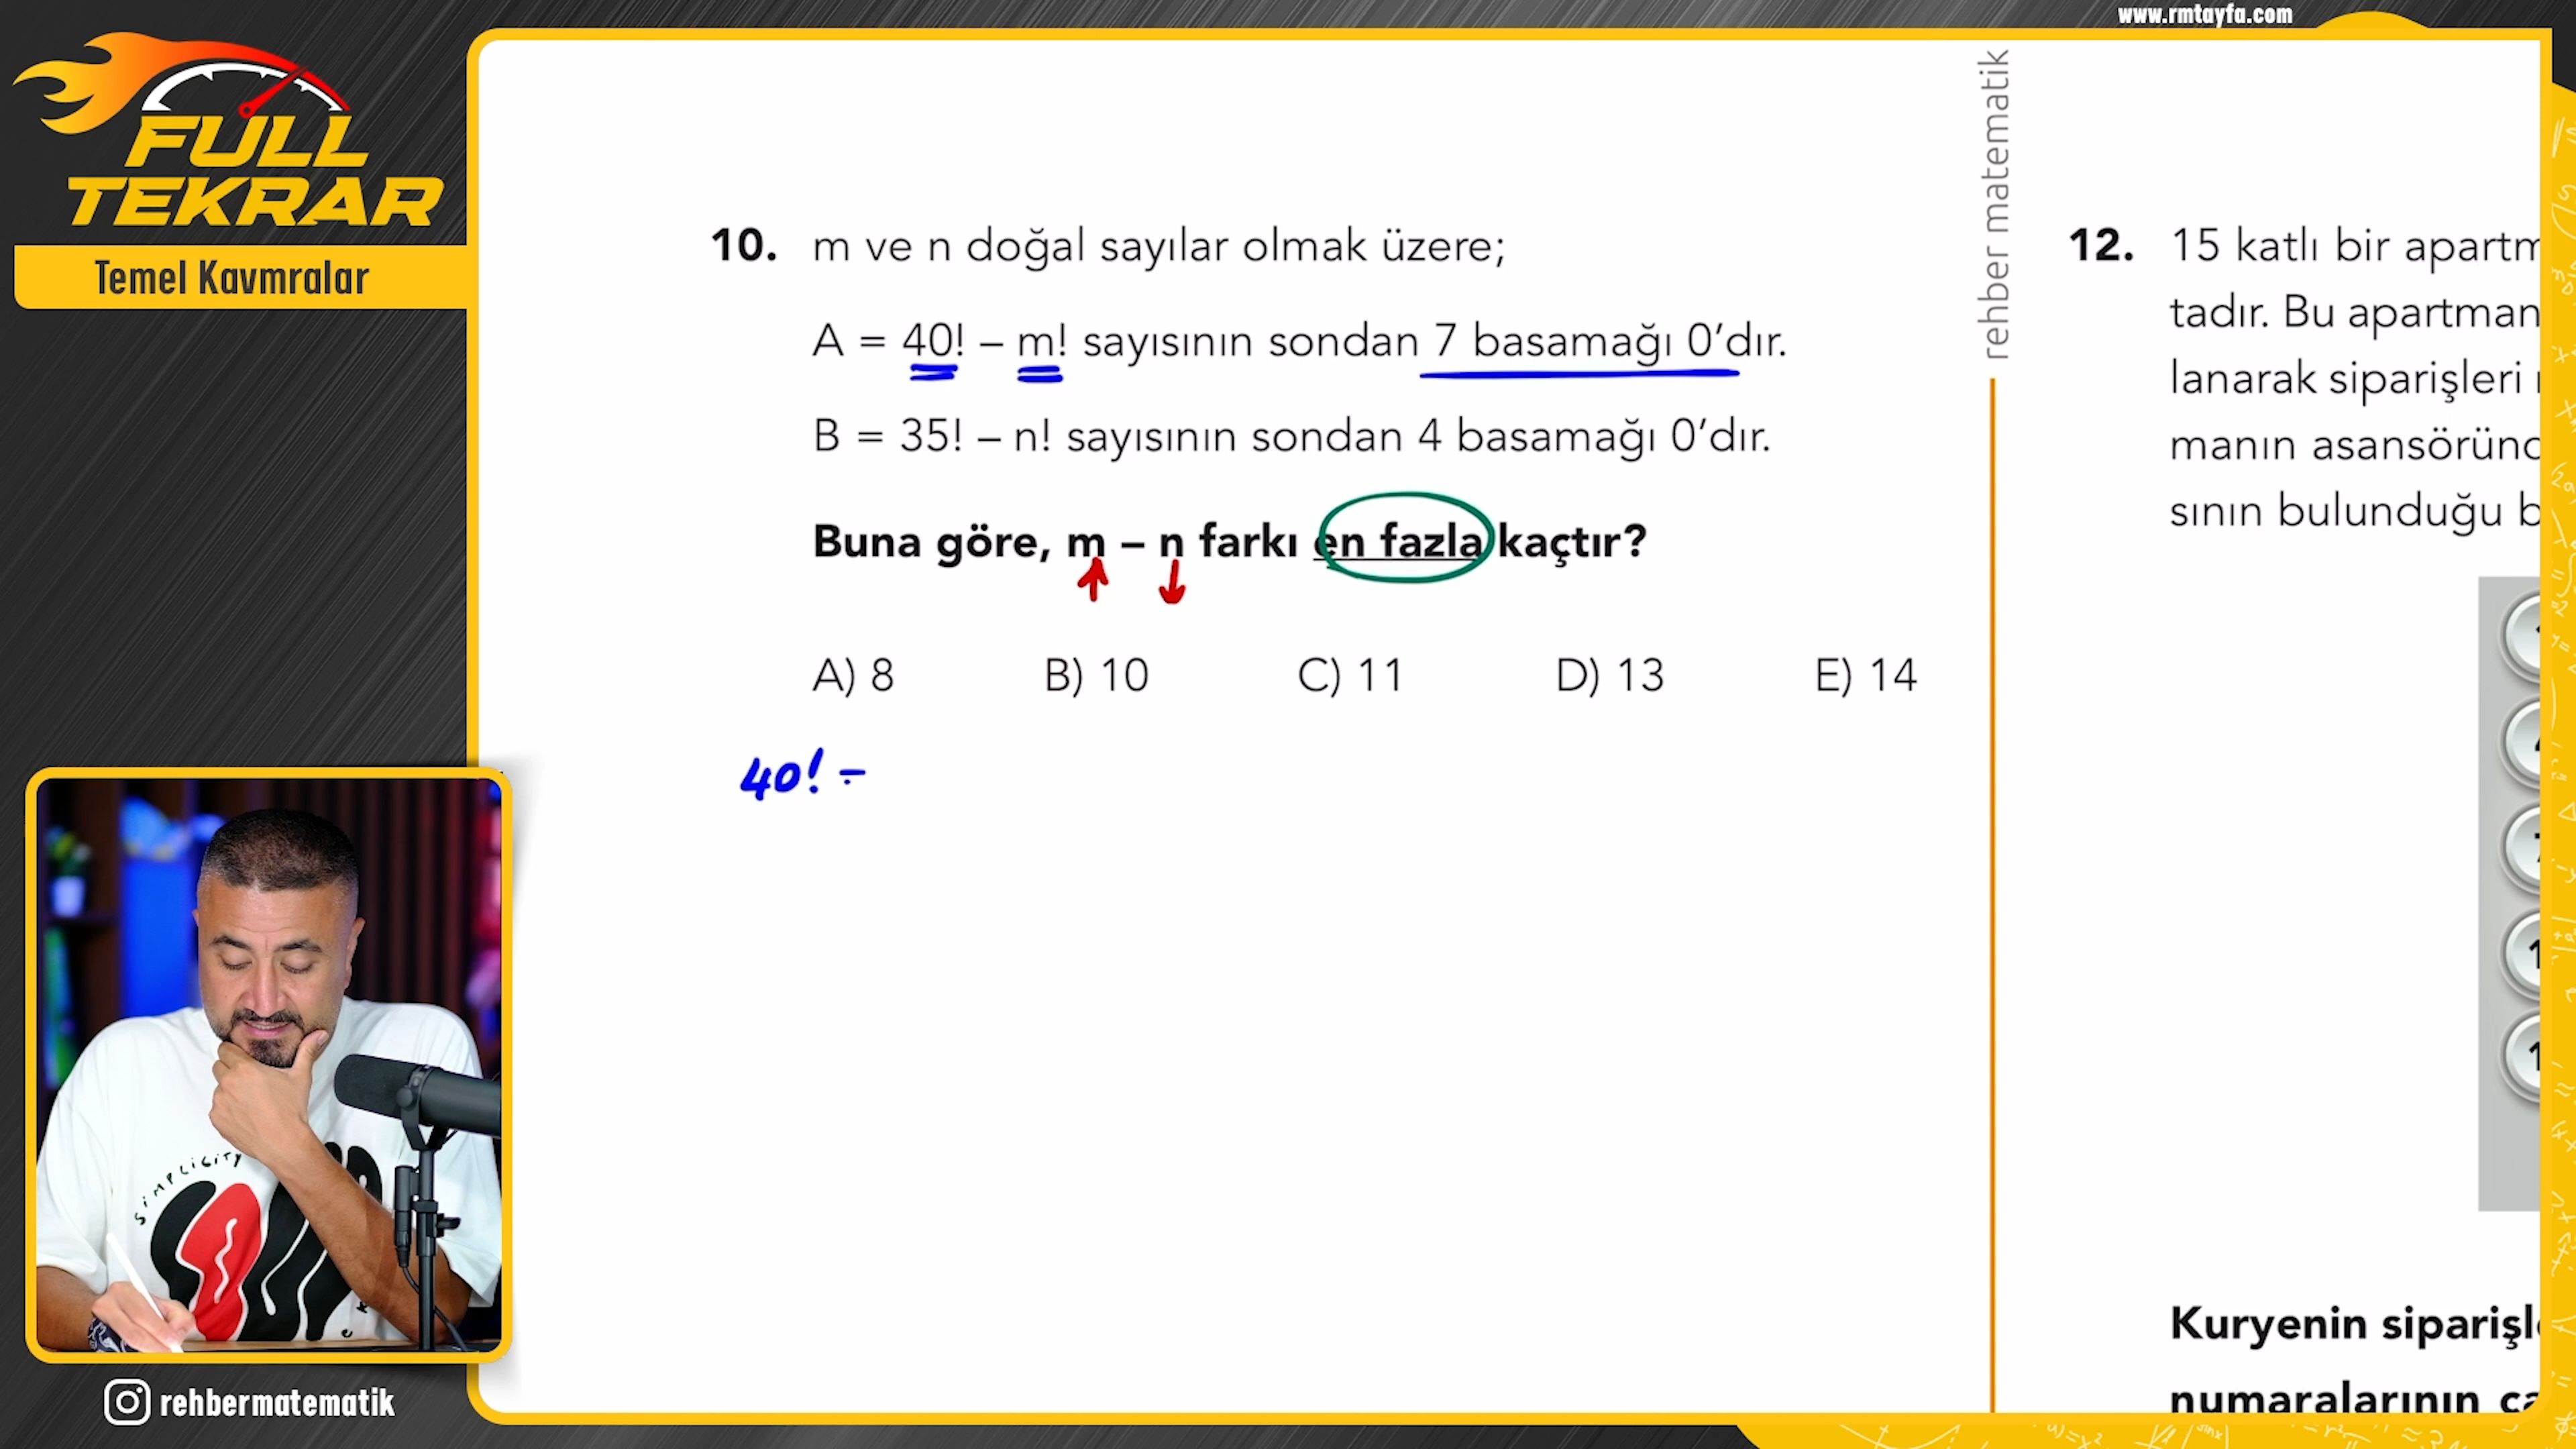 www.rmtayfa.com
FULL
TEKRAR
Temel Kavmralar
rehber matematik
10. m ve n doğal sayılar olmak üzere;
A = 40! – m! sayısının sondan 7 basamağı 0’dır.
B = 35! – n! sayısının sondan 4 basamağı 0’dır.
Buna göre, m – n farkı en fazla kaçtır?
A) 8 B) 10 C) 11 D) 13 E) 14
40! =
12. 15 katlı bir apartm
tadır. Bu apartman
lanarak siparişleri
manın asansöründ
sının bulunduğu b
Kuryenin siparişl
numaralarının ça
simplicity
rehbermatematik